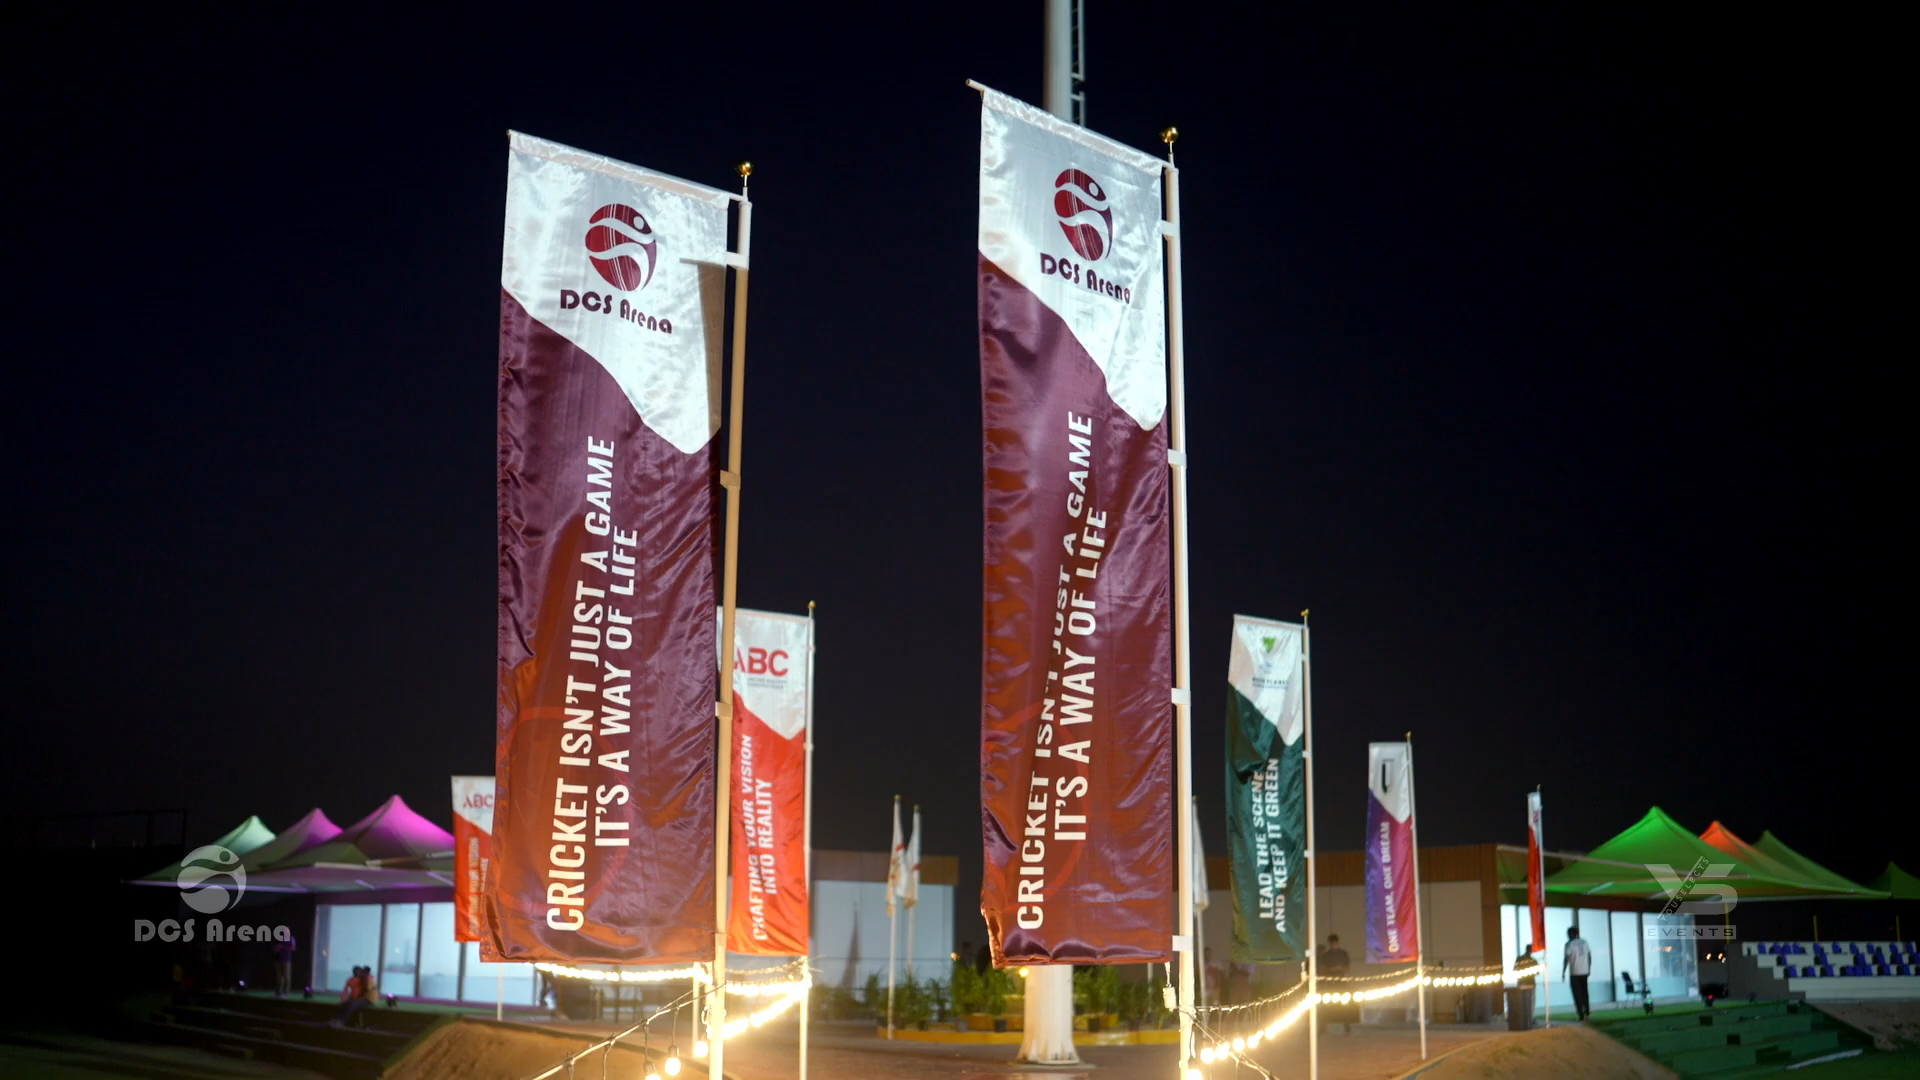 DCS Arena
CRICKET ISN'T JUST A GAME
IT'S A WAY OF LIFE
DCS Arena
CRICKET ISN'T JUST A GAME
IT'S A WAY OF LIFE
ABC
CRAFTING YOUR VISION
INTO REALITY
ABC
LEAD THE SCENE
AND KEEP IT GREEN
ONE TEAM, ONE DREAM
DCS Arena
YS
YOUSELECTS
EVENTS